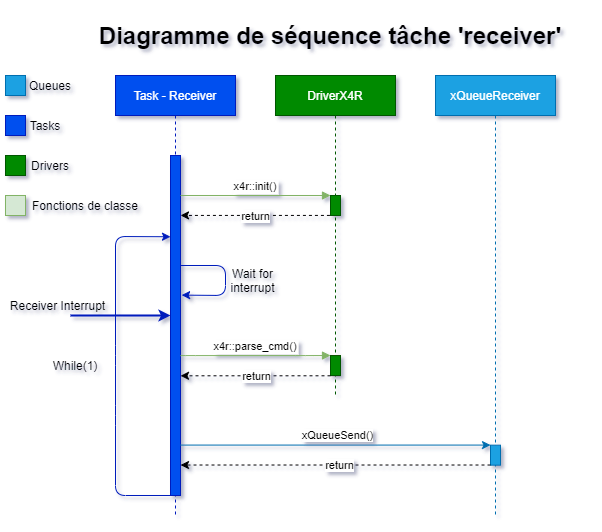 Diagramme de séquence tâche 'receiver'
Queues
Tasks
Drivers
Fonctions de classe
Task - Receiver
DriverX4R
xQueueReceiver
x4r::init()
return
Wait for
interrupt
Receiver Interrupt
x4r::parse_cmd()
While(1)
return
xQueueSend()
return